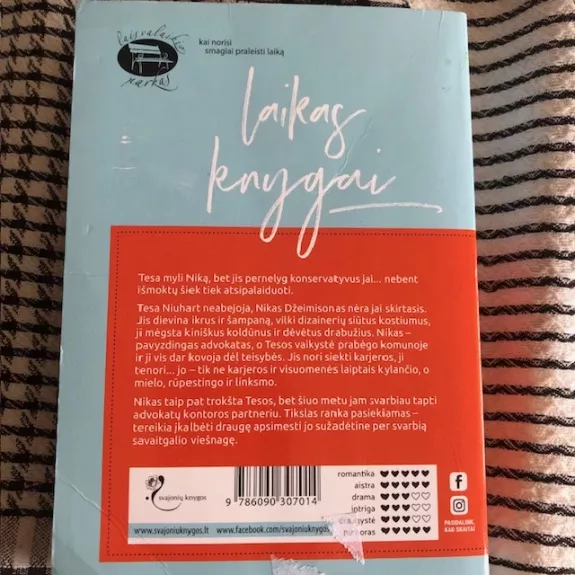 laisvalaikio
parkas
kai norisi
smagiai praleisti laiką
laikas
knygai
Tesa myli Niką, bet jis pernelyg konservatyvus jai... nebent
išmoktų šiek tiek atsipalaiduoti.
Tesa Niuhart neabejoja, Nikas Džeimisonas nėra jai skirtasis.
Jis dievina ikrus ir šampaną, vilki dizainerių siūtus kostiumus,
ji mėgsta kiniškus koldūnus ir dėvėtus drabužius. Nikas –
pavyzdingas advokatas, o Tesos vaikystė prabėgo komunoje
ir ji vis dar kovoja dėl teisybės. Jis nori siekti karjeros, ji
tenori... jo – tik ne karjeros ir visuomenės laiptais kylančio, o
mielo, rūpestingo ir linksmo.
Nikas taip pat trokšta Tesos, bet šiuo metu jam svarbiau tapti
advokatų kontoros partneriu. Tikslas ranka pasiekiamas –
tereikia įkalbėti draugę apsimesti jo sužadėtine per svarbią
savaitgalio viešnagę.
svajonių knygos
9 786090 307014
romantika
aistra
drama
intriga
www.svajoniuknygos.lt
www.facebook.com/svajoniuknygos
PASIDALINK,
KĄ SKAITAI